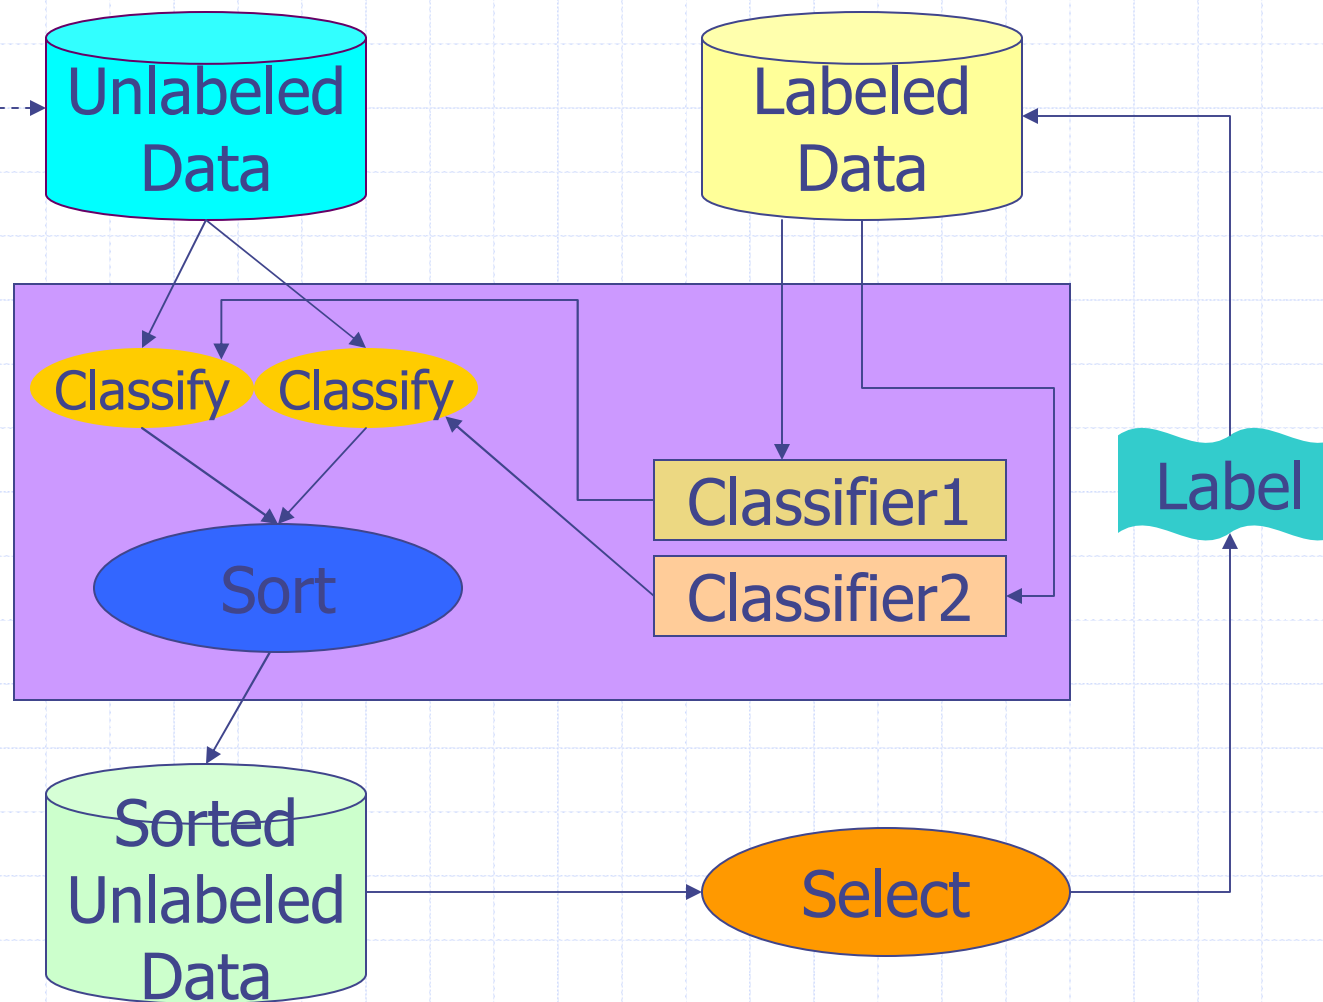 Unlabeled
Data
Labeled
Data
Classify
Classify
Classifier1
Label
Sort
Classifier2
Sorted
Unlabeled
Data
Select